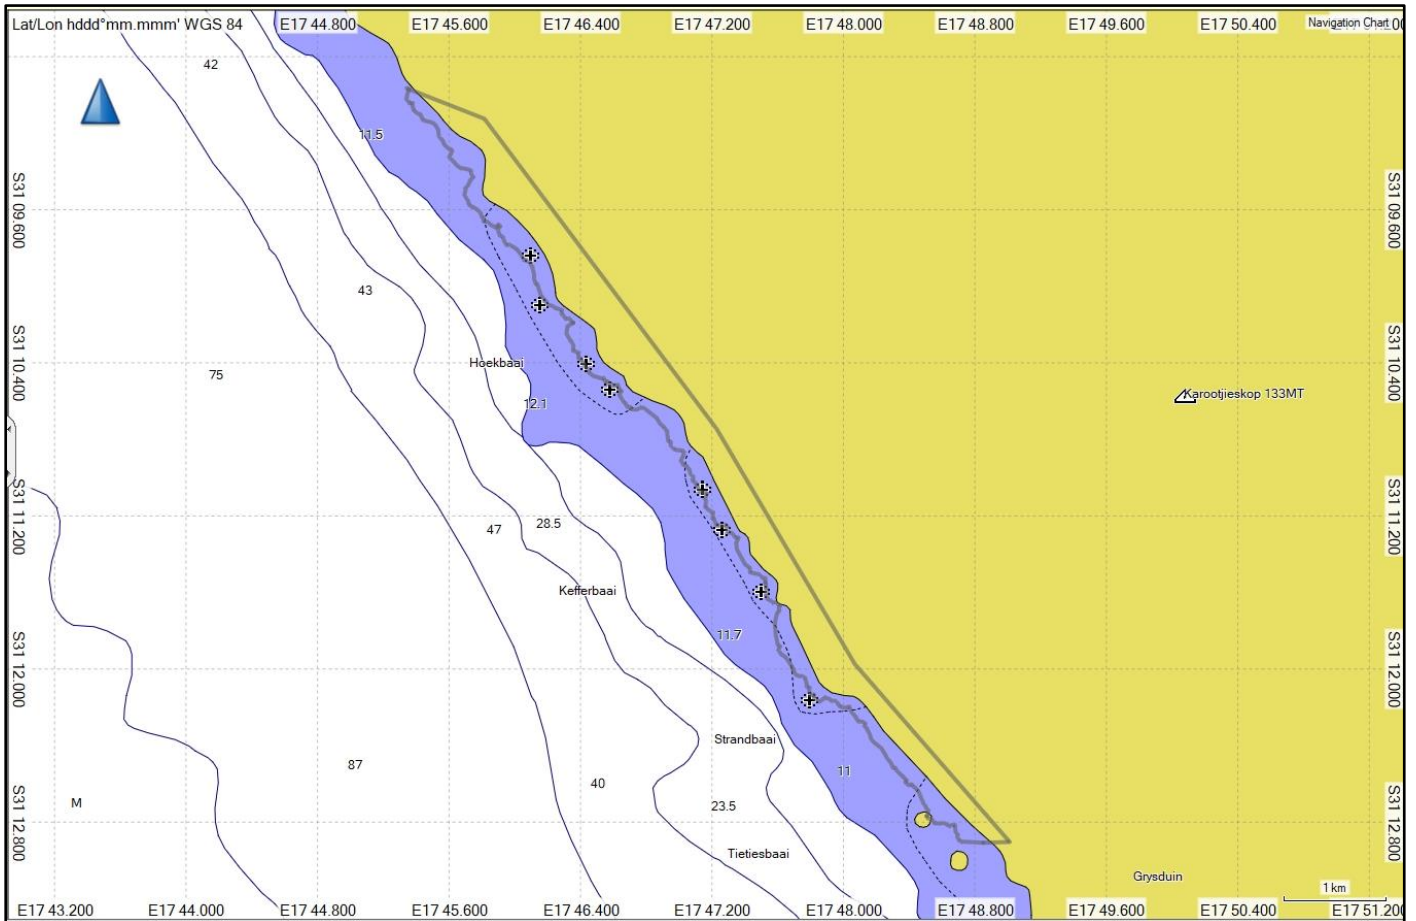 Lat/Lon hddd°mm.mmm' WGS 84
E17 44.800
E17 45.600
E17 46.400
E17 47.200
E17 48.000
E17 48.800
E17 49.600
E17 50.400
Navigation Chart
42
11.5
S31 09.600
S31 09.600
43
Hoekbaai
S31 10.400
S31 10.400
75
Karootjieskop 133MT
12.1
S31 11.200
S31 11.200
28.5
47
Kefferbaai
11.7
S31 12.000
S31 12.000
Strandbaai
87
11
40
M
23.5
S31 12.800
S31 12.800
Tietiesbaai
Grysduin
1 km
E17 43.200
E17 44.000
E17 44.800
E17 45.600
E17 46.400
E17 47.200
E17 48.000
E17 48.800
E17 49.600
E17 50.400
E17 51.200